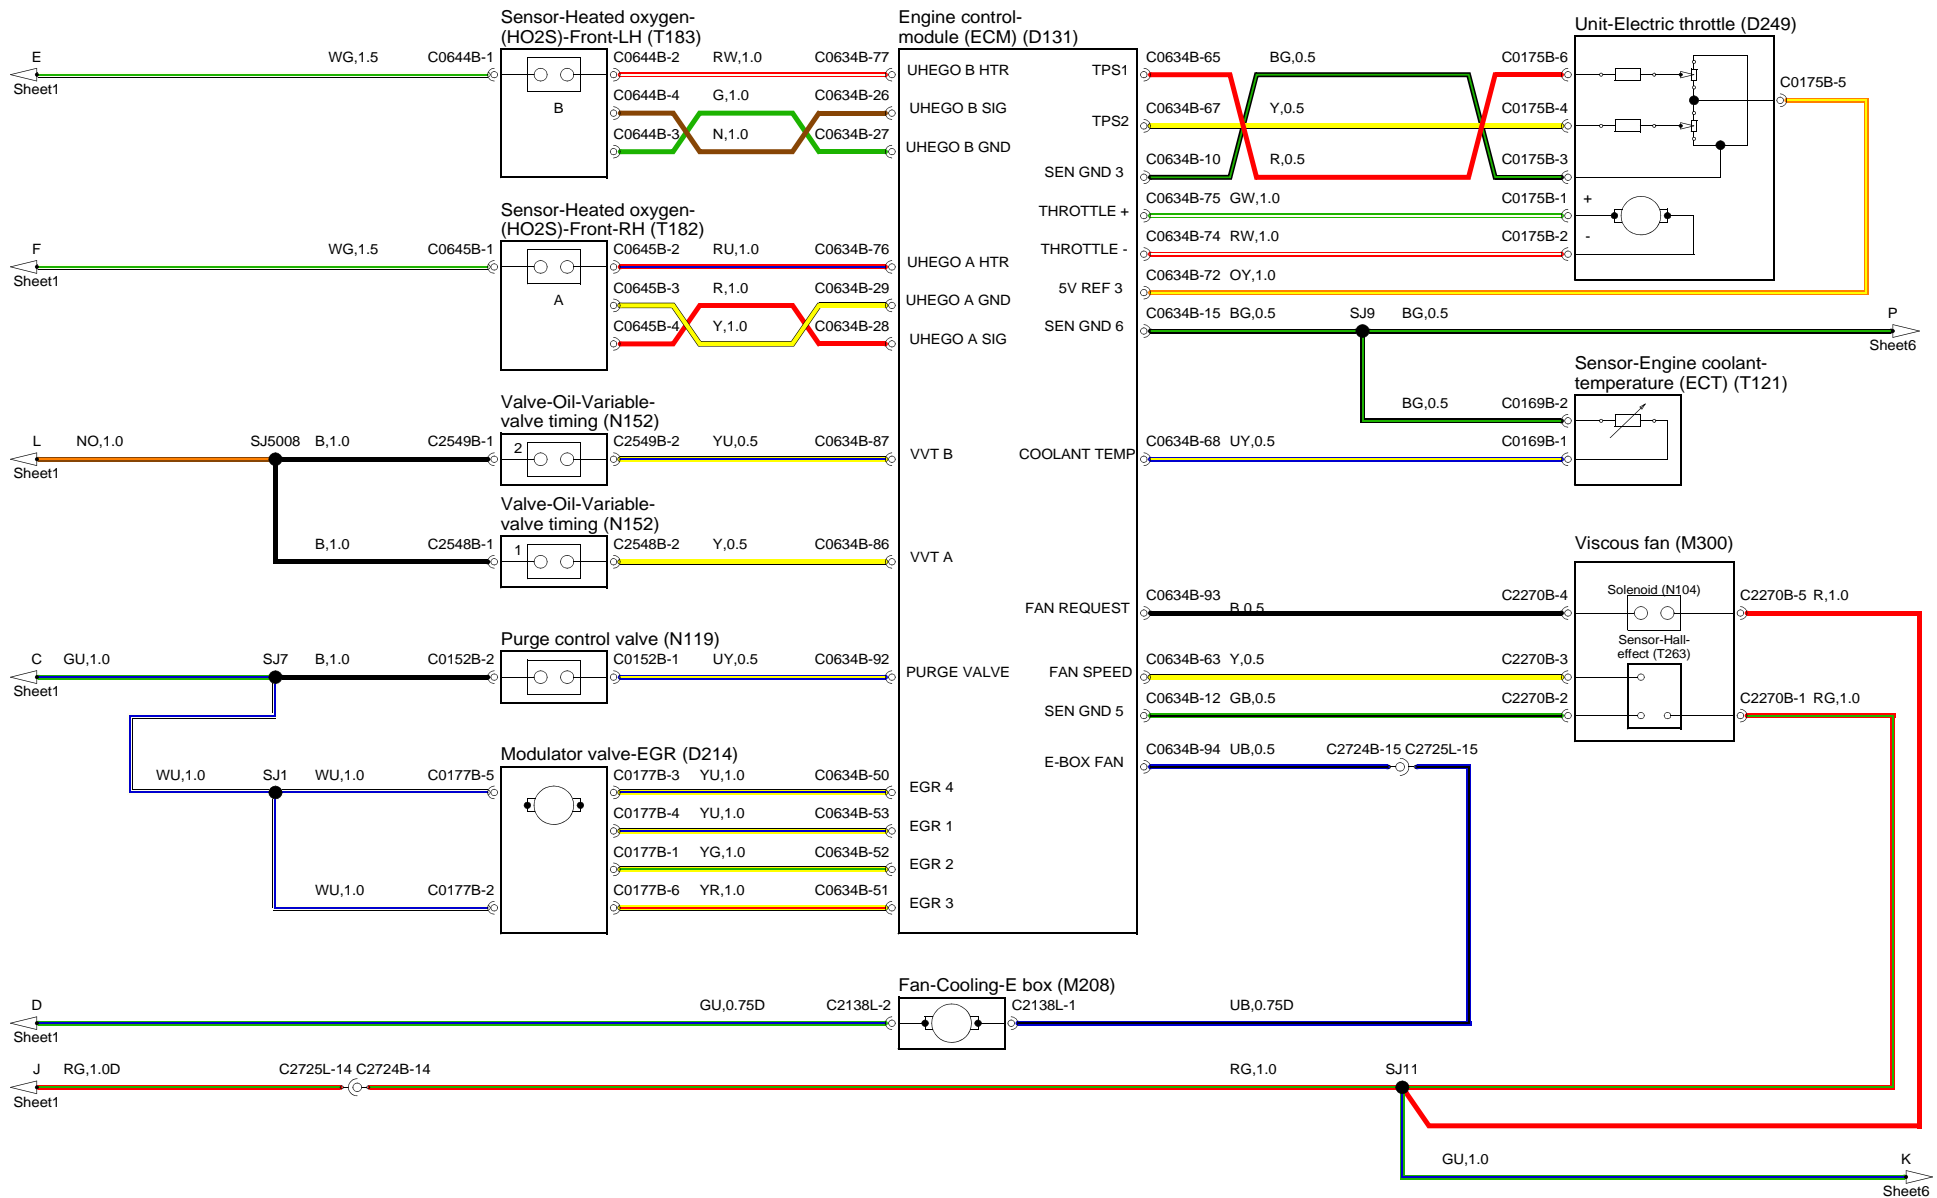 Sensor-Heated oxygen-
(HO2S)-Front-LH (T183)
Engine control-
module (ECM) (D131)
Unit-Electric throttle (D249)
E
Sheet1
WG,1.5
C0644B-1
B
C0644B-2
RW,1.0
C0634B-77
UHEGO B HTR
C0644B-4
G,1.0
C0634B-26
UHEGO B SIG
C0644B-3
N,1.0
C0634B-27
UHEGO B GND
TPS1
C0634B-65
BG,0.5
C0175B-6
C0175B-5
TPS2
C0634B-67
Y,0.5
C0175B-4
SEN GND 3
C0634B-10
R,0.5
C0175B-3
THROTTLE +
C0634B-75
GW,1.0
C0175B-1
+
THROTTLE -
C0634B-74
RW,1.0
C0175B-2
-
5V REF 3
C0634B-72
OY,1.0
SEN GND 6
C0634B-15
BG,0.5
SJ9
BG,0.5
P
Sheet6
Sensor-Heated oxygen-
(HO2S)-Front-RH (T182)
F
Sheet1
WG,1.5
C0645B-1
A
C0645B-2
RU,1.0
C0634B-76
UHEGO A HTR
C0645B-3
R,1.0
C0634B-29
UHEGO A GND
C0645B-4
Y,1.0
C0634B-28
UHEGO A SIG
Sensor-Engine coolant-
temperature (ECT) (T121)
BG,0.5
C0169B-2
COOLANT TEMP
C0634B-68
UY,0.5
C0169B-1
Valve-Oil-Variable-
valve timing (N152)
L
Sheet1
NO,1.0
SJ5008
B,1.0
C2549B-1
2
C2549B-2
YU,0.5
C0634B-87
VVT B
Valve-Oil-Variable-
valve timing (N152)
B,1.0
C2548B-1
1
C2548B-2
Y,0.5
C0634B-86
VVT A
Viscous fan (M300)
FAN REQUEST
C0634B-93
B,0.5
C2270B-4
Solenoid (N104)
C2270B-5
R,1.0
Sensor-Hall-
effect (T263)
FAN SPEED
C0634B-63
Y,0.5
C2270B-3
SEN GND 5
C0634B-12
GB,0.5
C2270B-2
C2270B-1
RG,1.0
E-BOX FAN
C0634B-94
UB,0.5
C2724B-15
C2725L-15
Purge control valve (N119)
C
Sheet1
GU,1.0
SJ7
B,1.0
C0152B-2
C0152B-1
UY,0.5
C0634B-92
PURGE VALVE
Modulator valve-EGR (D214)
WU,1.0
SJ1
WU,1.0
C0177B-5
C0177B-3
YU,1.0
C0634B-50
EGR 4
C0177B-4
YU,1.0
C0634B-53
EGR 1
C0177B-1
YG,1.0
C0634B-52
EGR 2
WU,1.0
C0177B-2
C0177B-6
YR,1.0
C0634B-51
EGR 3
Fan-Cooling-E box (M208)
D
Sheet1
GU,0.75D
C2138L-2
C2138L-1
UB,0.75D
J
Sheet1
RG,1.0D
C2725L-14
C2724B-14
RG,1.0
SJ11
GU,1.0
K
Sheet6